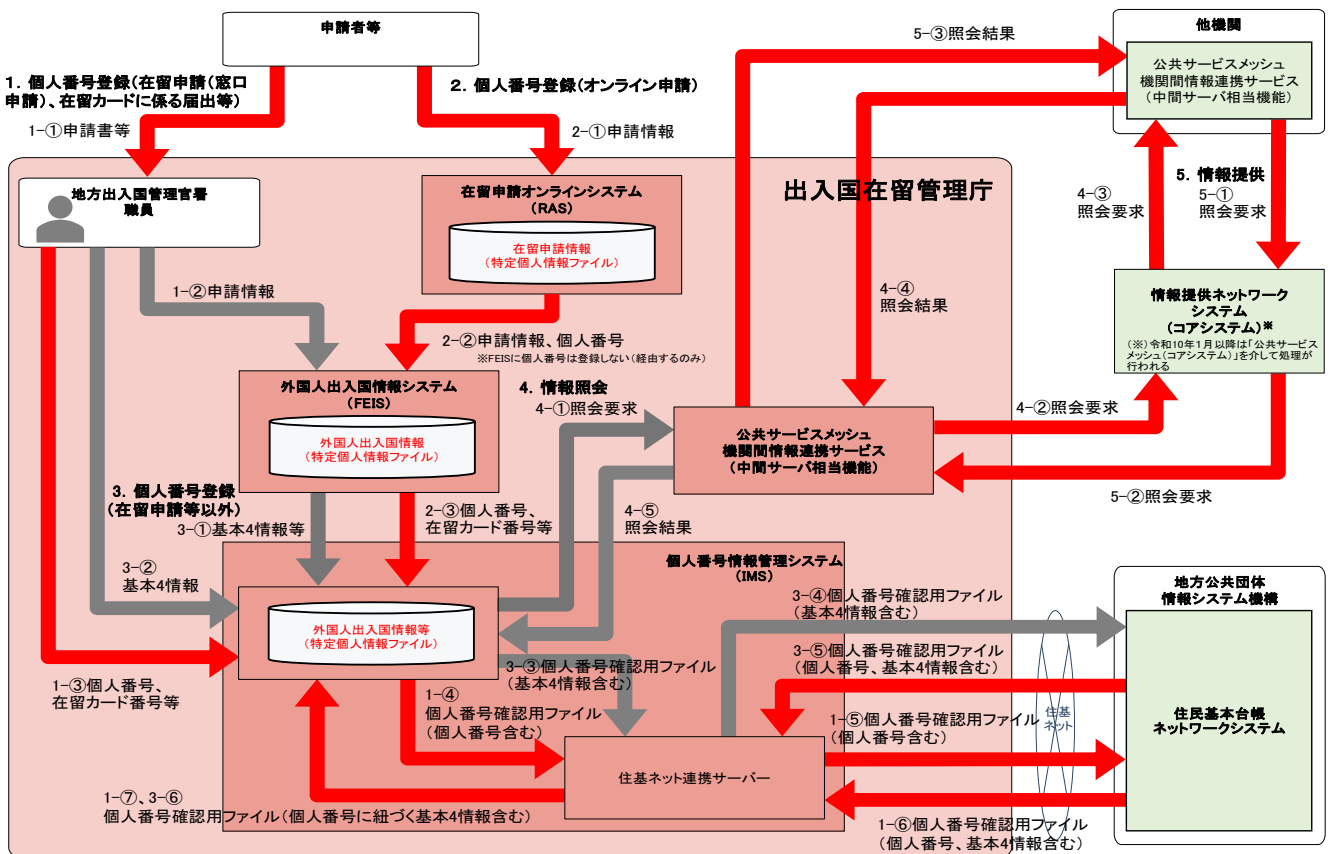 申請者等
1．個人番号登録（在留申請（窓口
申請）、在留カードに係る届出等）
1-①申請書等
2．個人番号登録（オンライン申請）
2-①申請情報
5-③照会結果
他機関
公共サービスメッシュ
機関間情報連携サービス
（中間サーバ相当機能）
地方出入国管理官署
職員
在留申請オンラインシステム
（RAS）
在留申請情報
（特定個人情報ファイル）
出入国在留管理庁
4-③
照会要求
5．情報提供
5-①
照会要求
1-②申請情報
4-④
照会結果
情報提供ネットワーク
システム
（コアシステム）※
（※）令和10年1月以降は「公共サービス
メッシュ（コアシステム）」を介して処理が
行われる
2-②申請情報、個人番号
※FEISに個人番号は登録しない（経由するのみ）
外国人出入国情報システム
（FEIS）
外国人出入国情報
（特定個人情報ファイル）
4．情報照会
4-①照会要求
公共サービスメッシュ
機関間情報連携サービス
（中間サーバ相当機能）
4-②照会要求
5-②照会要求
3．個人番号登録
（在留申請等以外）
3-①基本4情報等
2-③個人番号、
在留カード番号等
4-⑤
照会結果
個人番号情報管理システム
（IMS）
3-②
基本4情報
外国人出入国情報等
（特定個人情報ファイル）
3-④個人番号確認用ファイル
（基本4情報含む）
地方公共団体
情報システム機構
3-③個人番号確認用ファイル
（基本4情報含む）
3-⑤個人番号確認用ファイル
（個人番号、基本4情報含む）
1-③個人番号、
在留カード番号等
1-④
個人番号確認用ファイル
（個人番号含む）
1-⑤個人番号確認用ファイル
（個人番号含む）
住基
ネット
住民基本台帳
ネットワークシステム
住基ネット連携サーバー
1-⑦、3-⑥
個人番号確認用ファイル（個人番号に紐づく基本4情報含む）
1-⑥個人番号確認用ファイル
（個人番号、基本4情報含む）